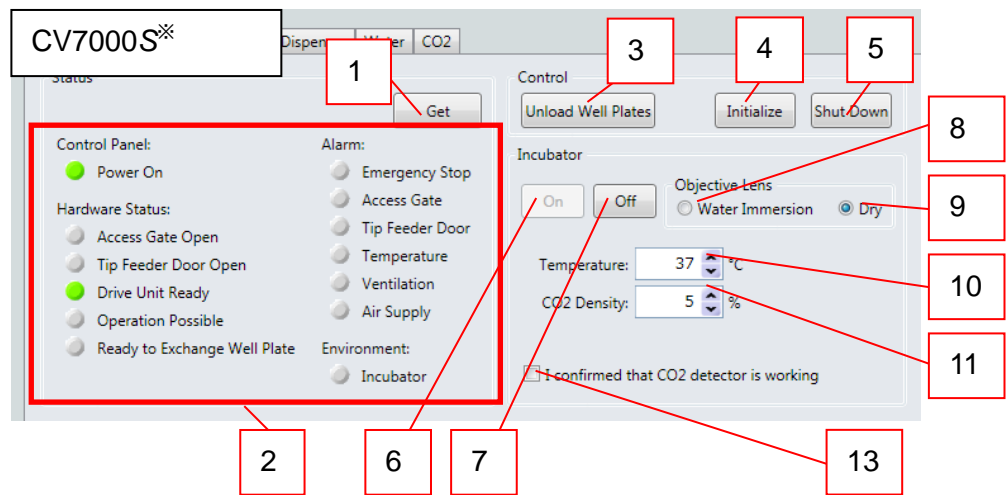 CV7000S※
Water CO2
Status
1
Get
Control Panel:
Power On
Hardware Status:
Access Gate Open
Tip Feeder Door Open
Drive Unit Ready
Operation Possible
Ready to Exchange Well Plate
Alarm:
Emergency Stop
Access Gate
Tip Feeder Door
Temperature
Ventilation
Air Supply
Environment:
Incubator
3 4 5
Control
Unload Well Plates Initialize Shut Down
Incubator
On Off
Objective Lens
Water Immersion Dry
Temperature: 37 °C
CO2 Density: 5 %
I confirmed that CO2 detector is working
8
9
10
11
2 6 7 13